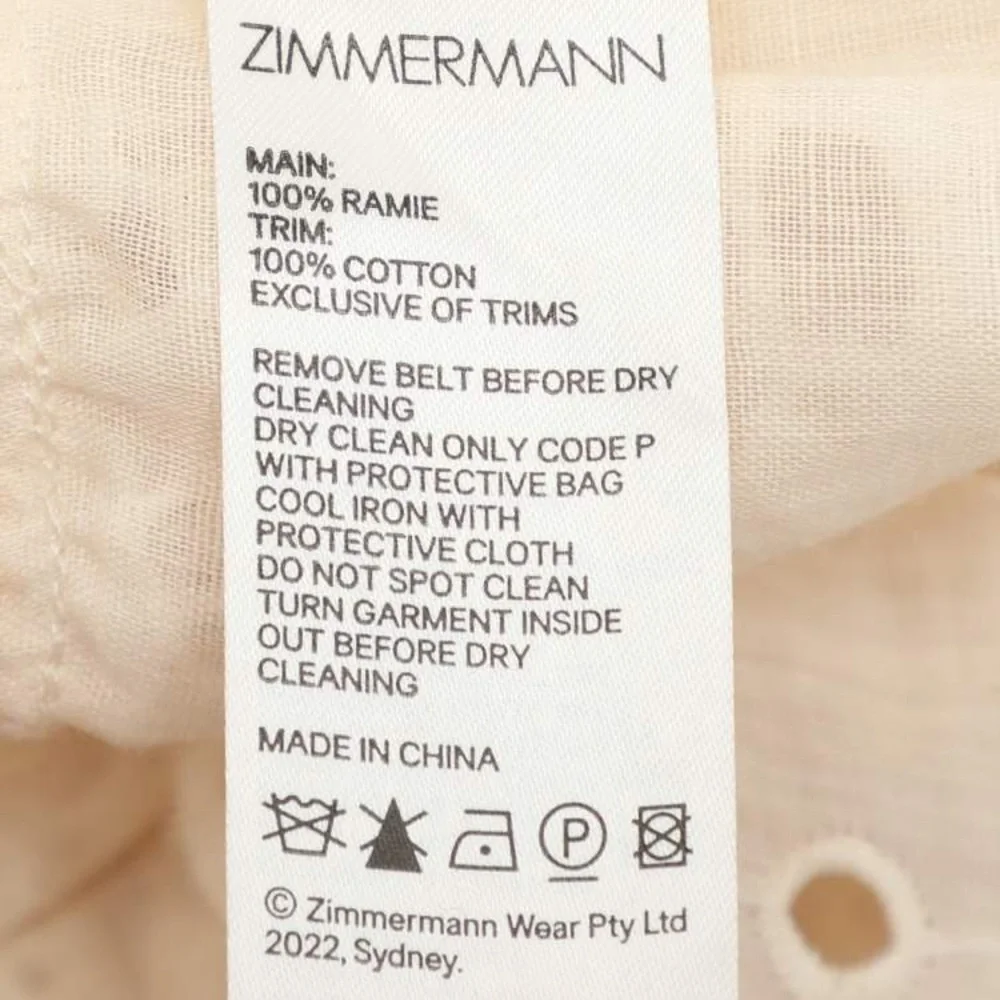 ZIMMERMANN
MAIN:
100% RAMIE
TRIM:
100% COTTON
EXCLUSIVE OF TRIMS
REMOVE BELT BEFORE DRY
CLEANING
DRY CLEAN ONLY CODE P
WITH PROTECTIVE BAG
COOL IRON WITH
PROTECTIVE CLOTH
DO NOT SPOT CLEAN
TURN GARMENT INSIDE
OUT BEFORE DRY
CLEANING
MADE IN CHINA
P
© Zimmermann Wear Pty Ltd
2022, Sydney.